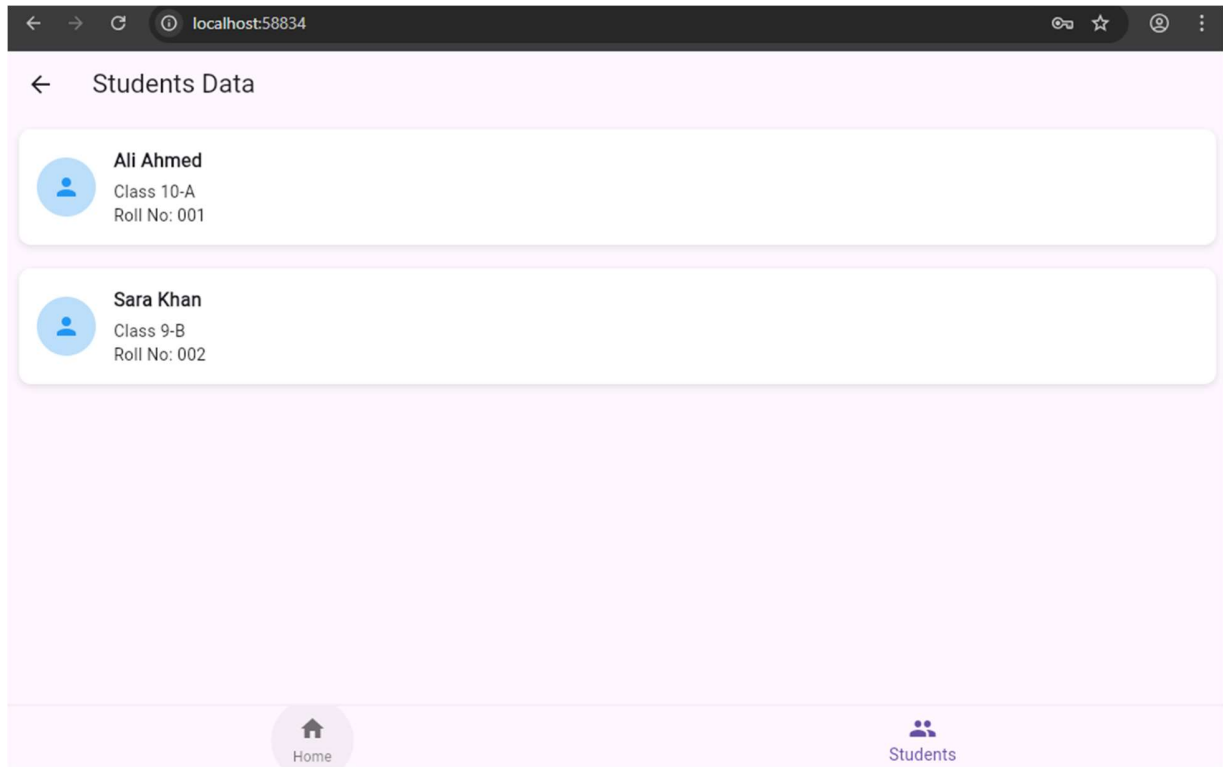 localhost:58834
Students Data
Ali Ahmed
Class 10-A
Roll No: 001
Sara Khan
Class 9-B
Roll No: 002
Home
Students